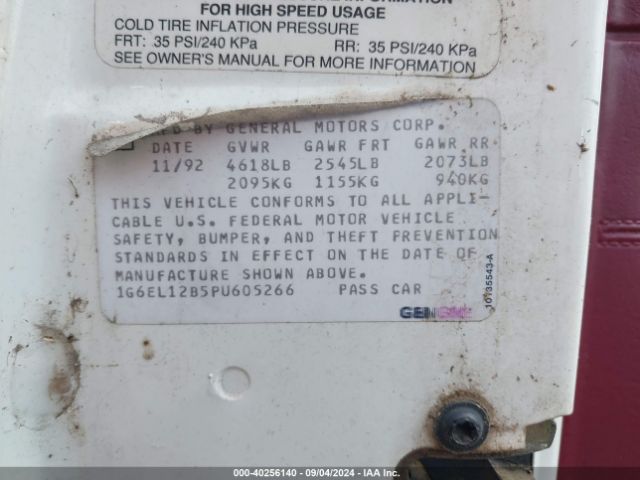 FOR HIGH SPEED USAGE
COLD TIRE INFLATION PRESSURE
FRT: 35 PSI/240 KPa RR: 35 PSI/240 KPa
SEE OWNER'S MANUAL FOR MORE INFORMATION
MFD BY GENERAL MOTORS CORP.
DATE GVWR GAWR FRT GAWR RR
11/92 4618LB 2545LB 2073LB
2095KG 1155KG 940KG
THIS VEHICLE CONFORMS TO ALL APPLI-
CABLE U.S. FEDERAL MOTOR VEHICLE
SAFETY, BUMPER, AND THEFT PREVENTION
STANDARDS IN EFFECT ON THE DATE OF
MANUFACTURE SHOWN ABOVE.
1G6EL12B5PU605266 PASS CAR
10135543-A
000-40256140 - 09/04/2024 - IAA Inc.